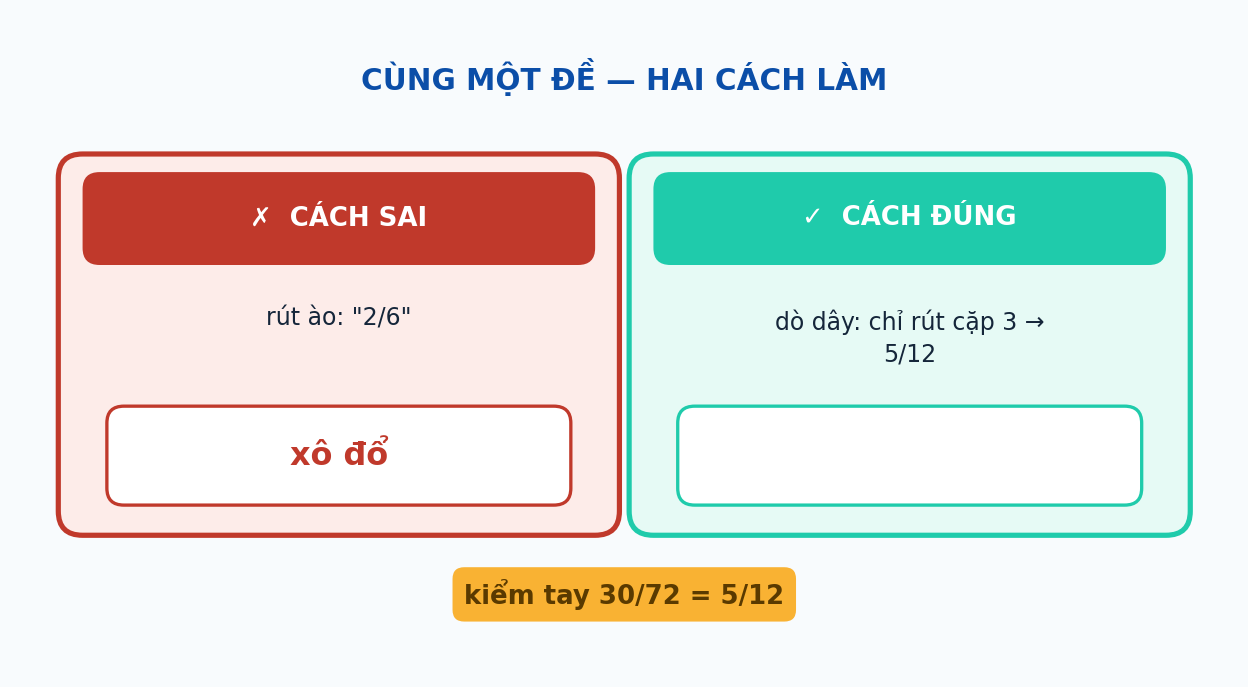 CÙNG MỘT ĐỀ — HAI CÁCH LÀM
✗ CÁCH SAI
rút ào: "2/6"
xô đổ
✓ CÁCH ĐÚNG
dò dây: chỉ rút cặp 3 →
5/12
kiểm tay 30/72 = 5/12